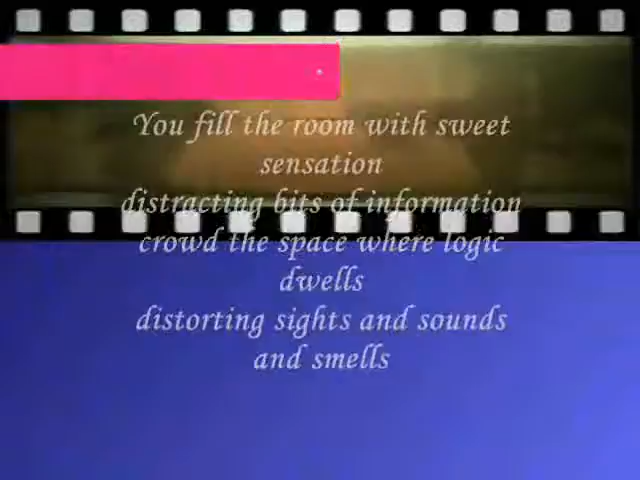 You fill the room with sweet
sensation
distracting bits of information
crowd the space where logic
dwells
distorting sights and sounds
and smells